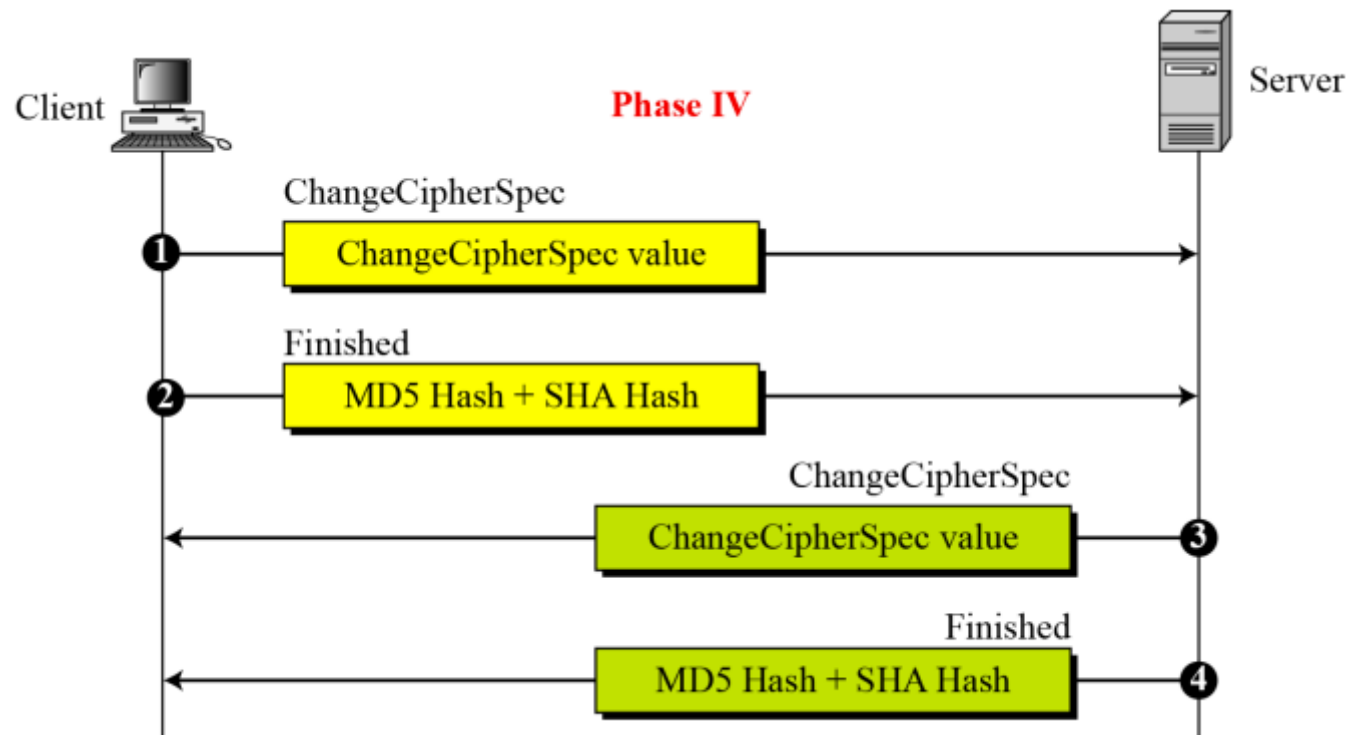 Client
Phase IV
Server
ChangeCipherSpec
1
ChangeCipherSpec value
Finished
2
MD5 Hash + SHA Hash
ChangeCipherSpec
ChangeCipherSpec value
3
Finished
MD5 Hash + SHA Hash
4